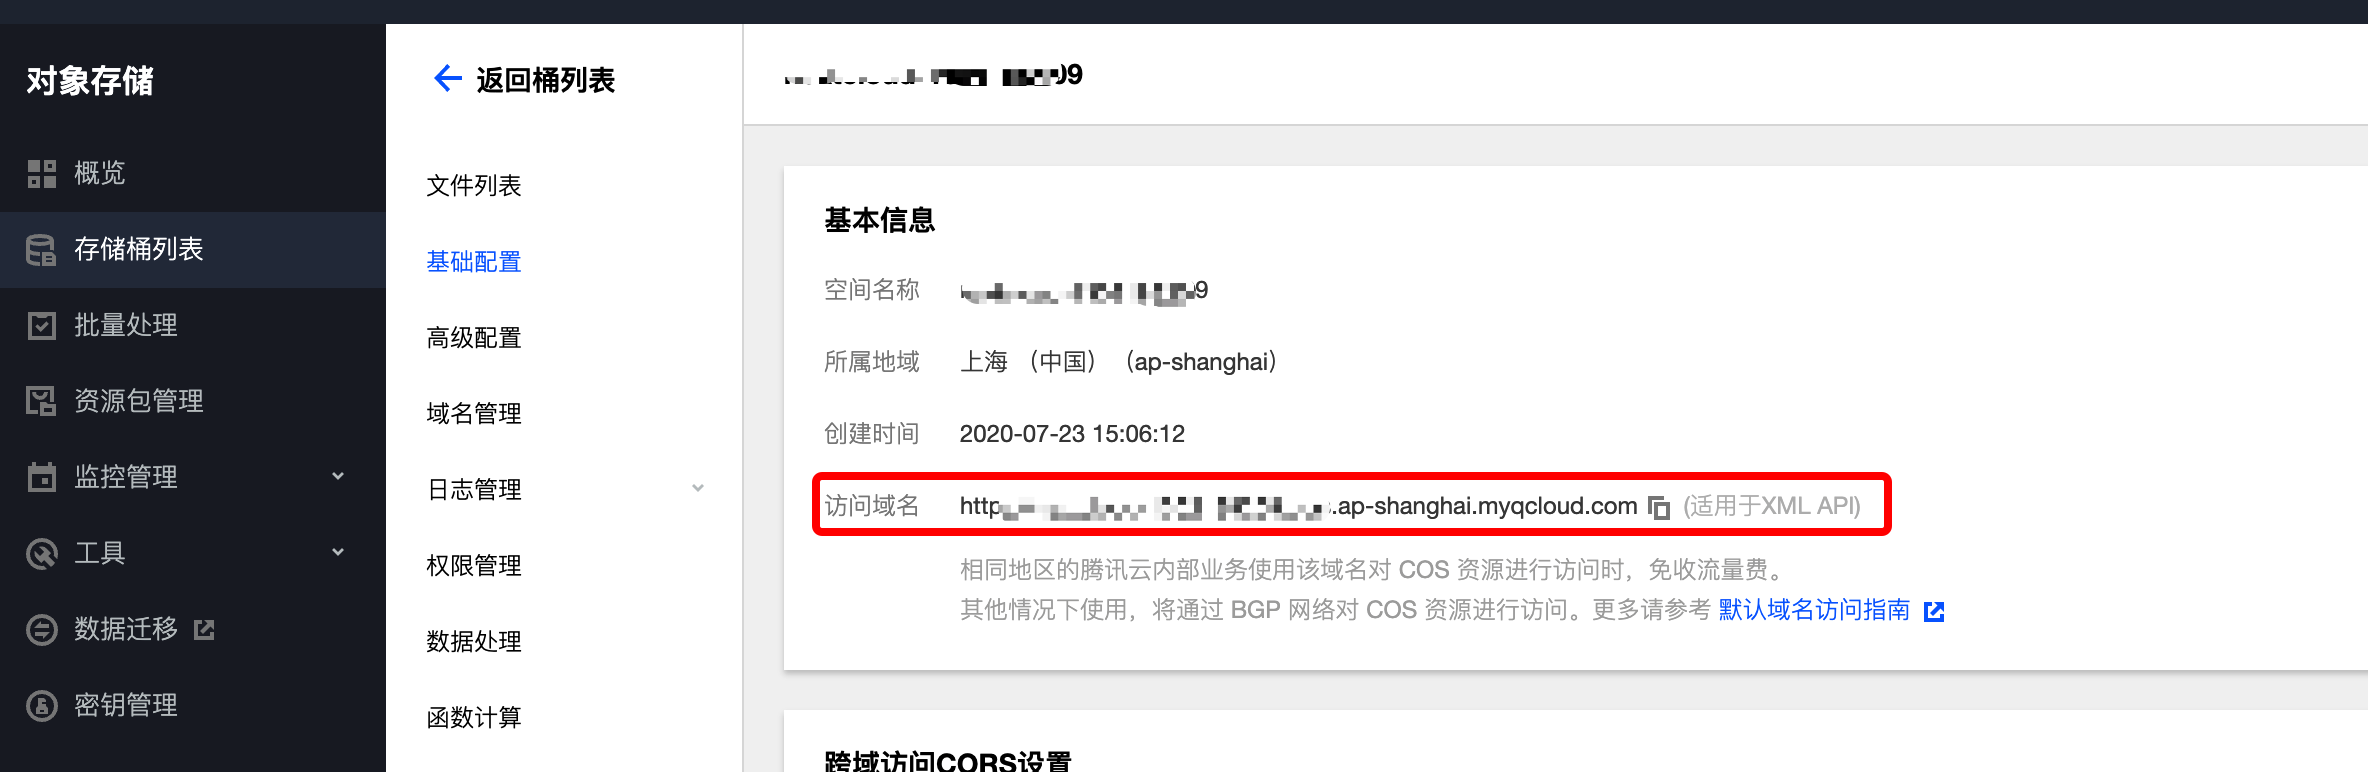 对象存储
概览
存储桶列表
批量处理
资源包管理
监控管理
工具
数据迁移
密钥管理
返回桶列表
文件列表
基础配置
高级配置
域名管理
日志管理
权限管理
数据处理
函数计算
09
基本信息
空间名称 9
所属地域 上海 （中国）（ap-shanghai）
创建时间 2020-07-23 15:06:12
访问域名 http .ap-shanghai.myqcloud.com (适用于XML API)
相同地区的腾讯云内部业务使用该域名对 COS 资源进行访问时，免收流量费。
其他情况下使用，将通过 BGP 网络对 COS 资源进行访问。更多请参考 默认域名访问指南
跨域访问CORS设置